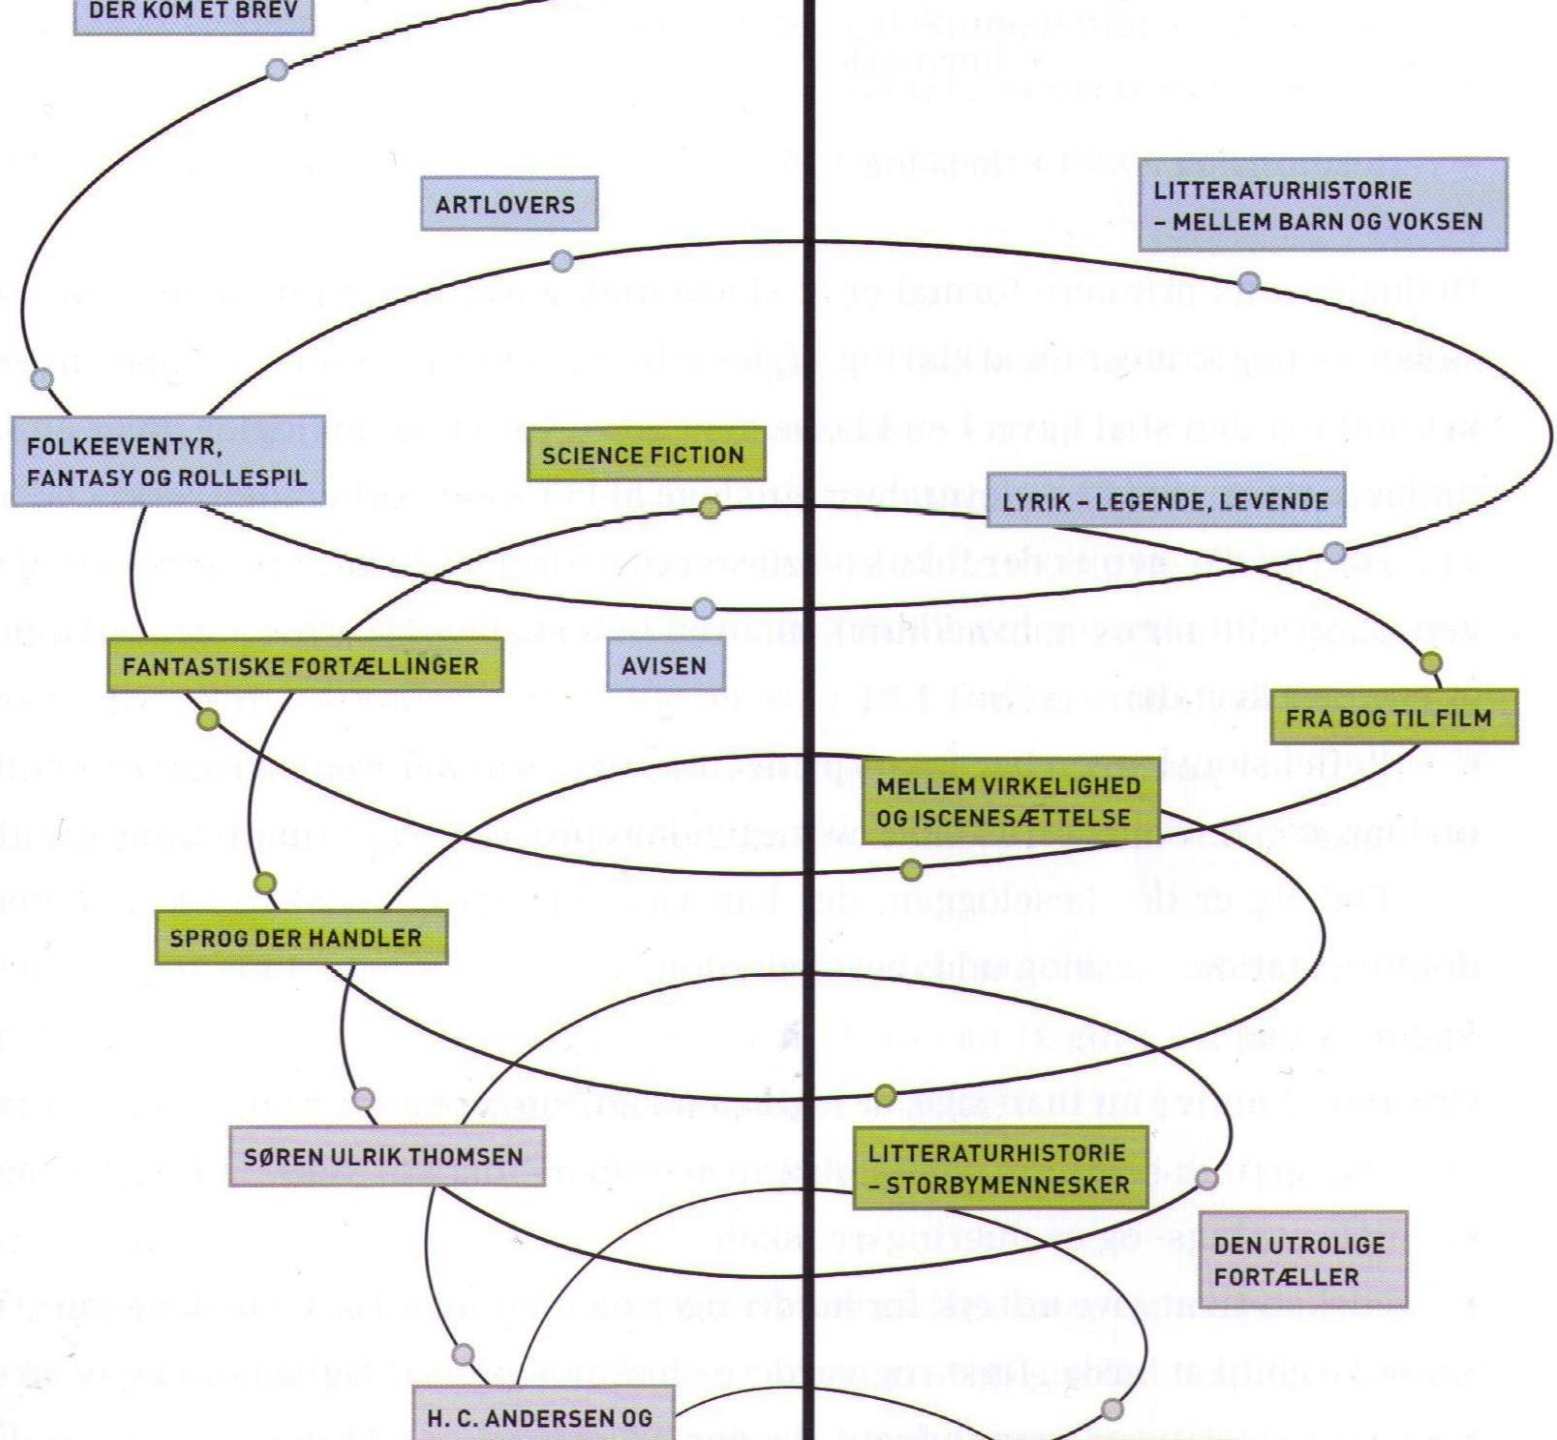 DER KOM ET BREV
ARTLOVERS
LITTERATURHISTORIE
– MELLEM BARN OG VOKSEN
FOLKEEVENTYR,
FANTASY OG ROLLESPIL
SCIENCE FICTION
LYRIK – LEGENDE, LEVENDE
FANTASTISKE FORTÆLLINGER
AVISEN
FRA BOG TIL FILM
MELLEM VIRKELIGHED
OG ISCENESÆTTELSE
SPROG DER HANDLER
SØREN ULRIK THOMSEN
LITTERATURHISTORIE
– STORBYMENNESKER
DEN UTROLIGE
FORTÆLLER
H. C. ANDERSEN OG